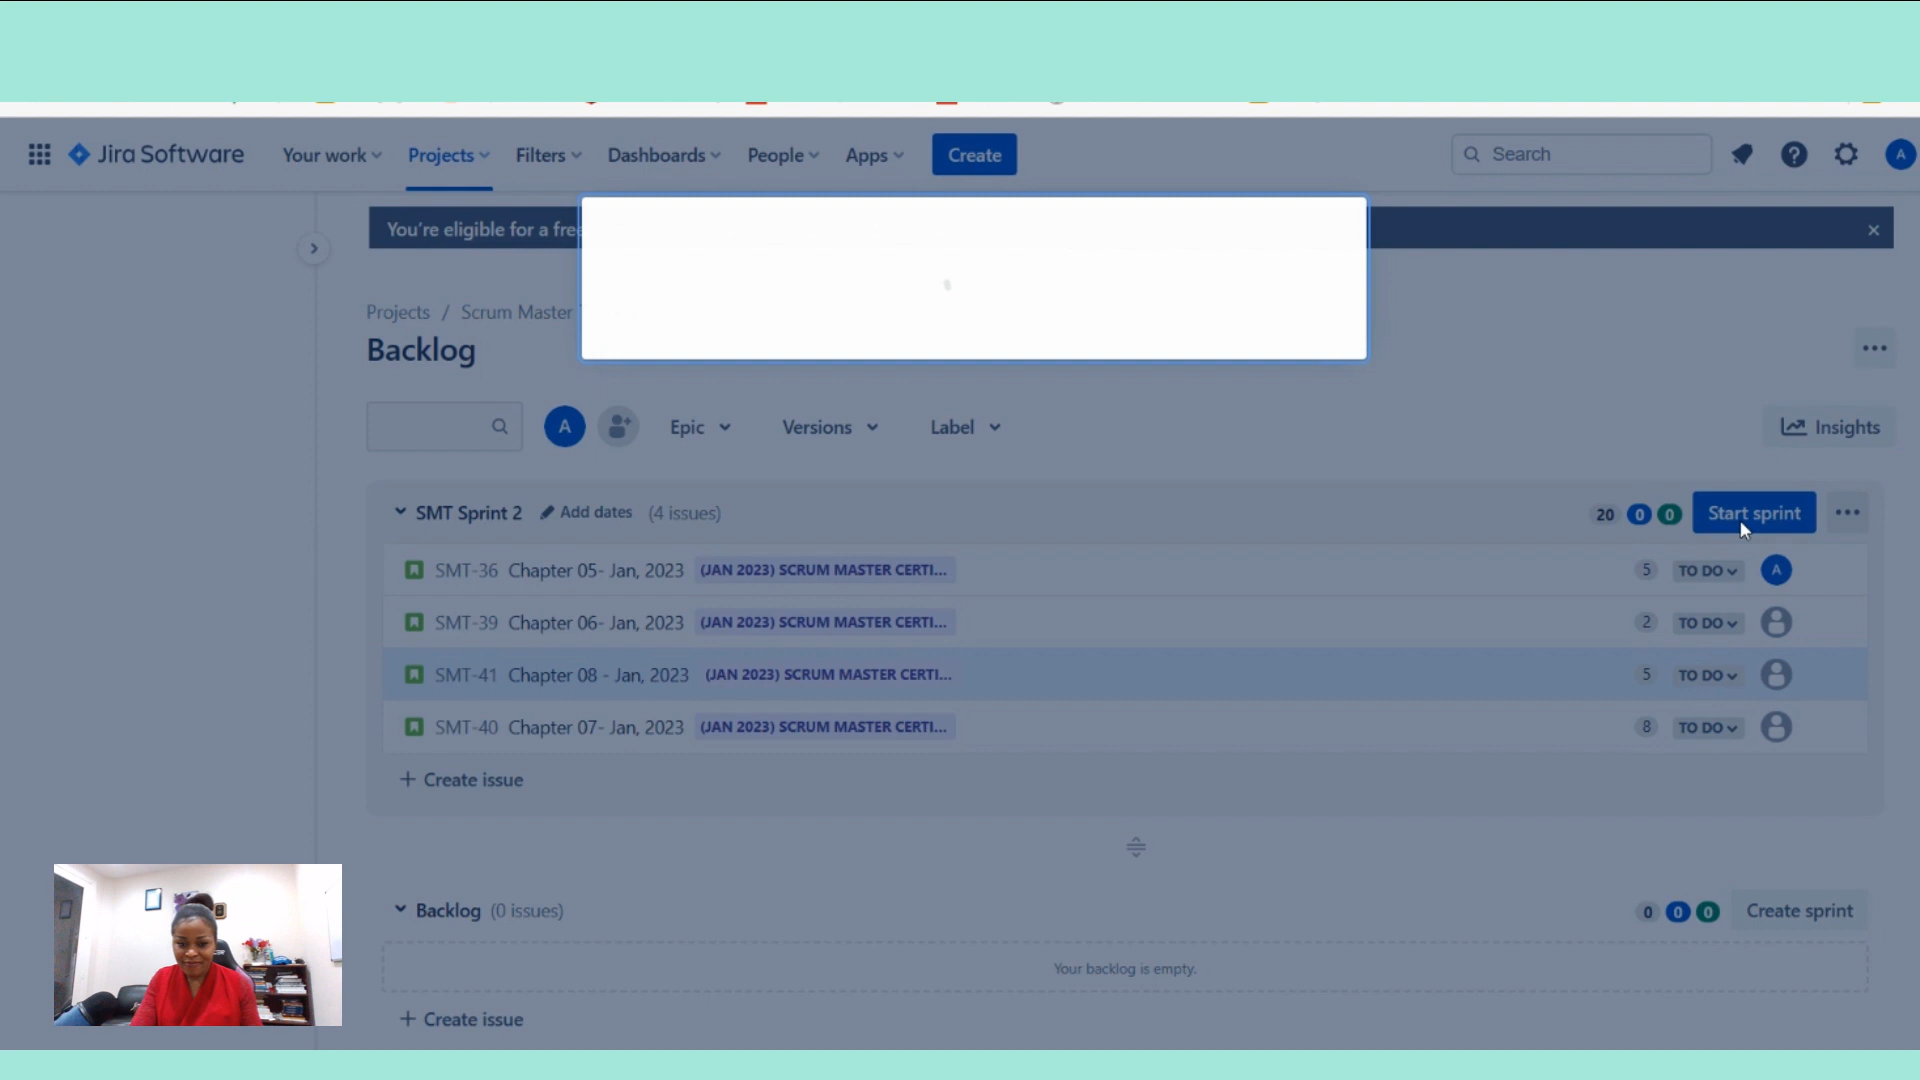 Jira Software Your work Projects Filters Dashboards People Apps Create Search A
You're eligible for a free
Projects / Scrum Master
Backlog
A Epic Versions Label Insights
SMT Sprint 2 Add dates (4 issues) 20 0 0 Start sprint
SMT-36 Chapter 05- Jan, 2023 (JAN 2023) SCRUM MASTER CERTI... 5 TO DO A
SMT-39 Chapter 06- Jan, 2023 (JAN 2023) SCRUM MASTER CERTI... 2 TO DO
SMT-41 Chapter 08 - Jan, 2023 (JAN 2023) SCRUM MASTER CERTI... 5 TO DO
SMT-40 Chapter 07- Jan, 2023 (JAN 2023) SCRUM MASTER CERTI... 8 TO DO
+ Create issue
Backlog (0 issues) 0 0 0 Create sprint
Your backlog is empty.
+ Create issue